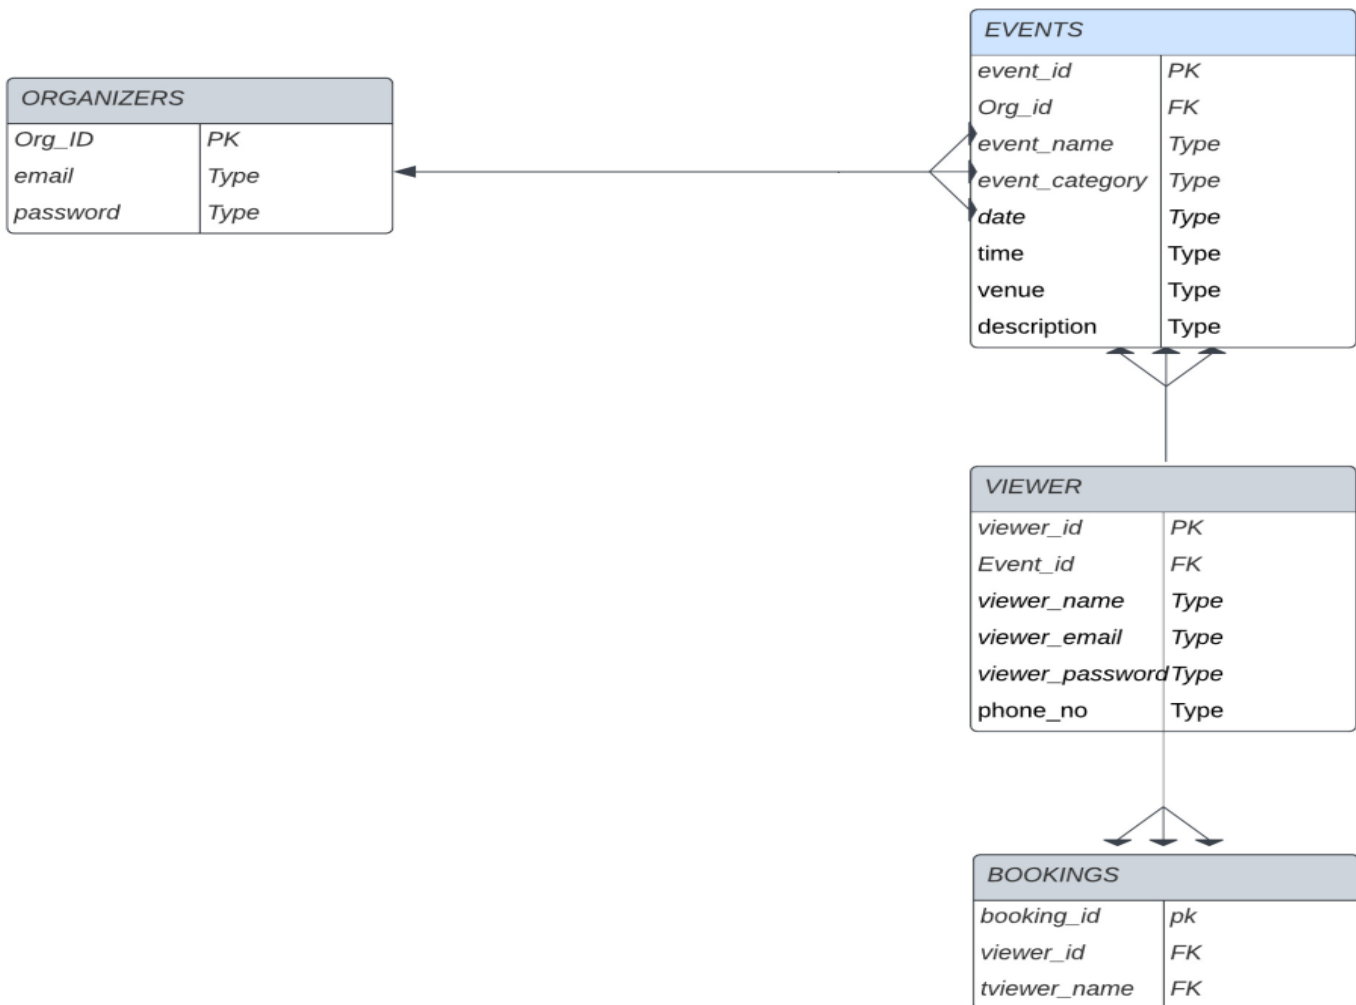 ORGANIZERS
Org_ID PK
email Type
password Type
EVENTS
event_id PK
Org_id FK
event_name Type
event_category Type
date Type
time Type
venue Type
description Type
VIEWER
viewer_id PK
Event_id FK
viewer_name Type
viewer_email Type
viewer_password Type
phone_no Type
BOOKINGS
booking_id pk
viewer_id FK
tviewer_name FK